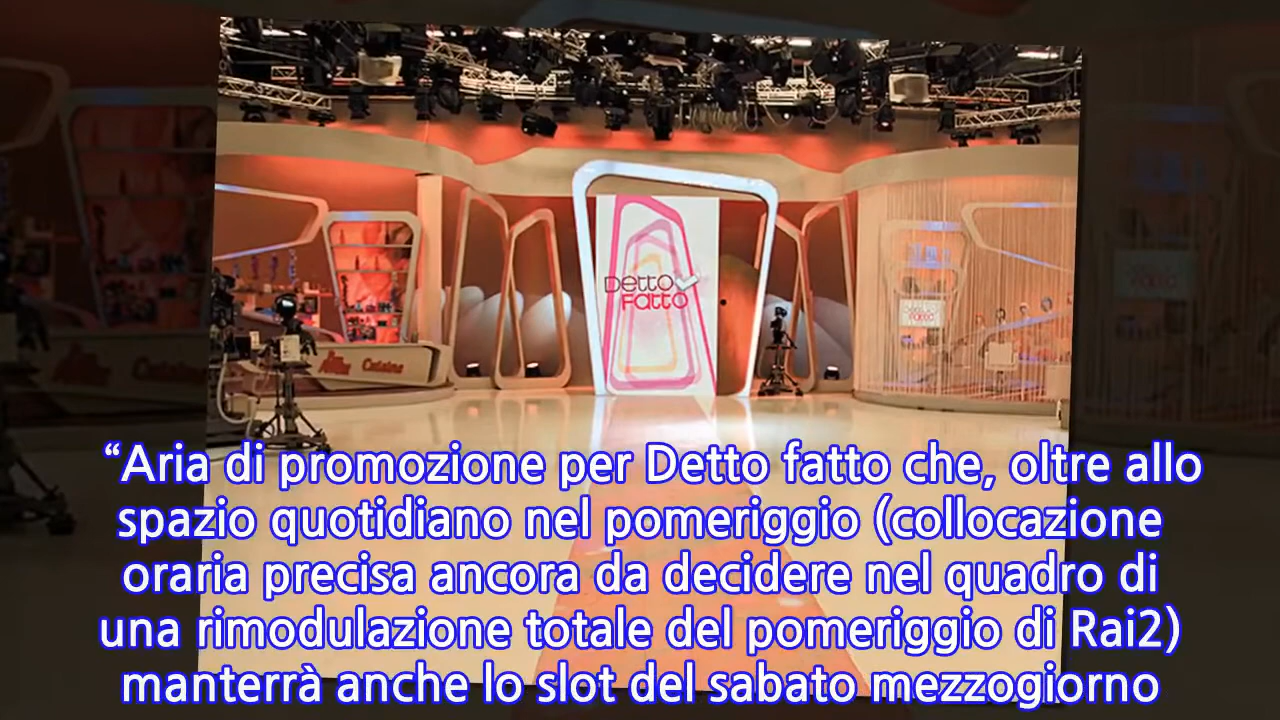 Detto
Fatto
“Aria di promozione per Detto fatto che, oltre allo
spazio quotidiano nel pomeriggio (collocazione
oraria precisa ancora da decidere nel quadro di
una rimodulazione totale del pomeriggio di Rai2)
manterrà anche lo slot del sabato mezzogiorno